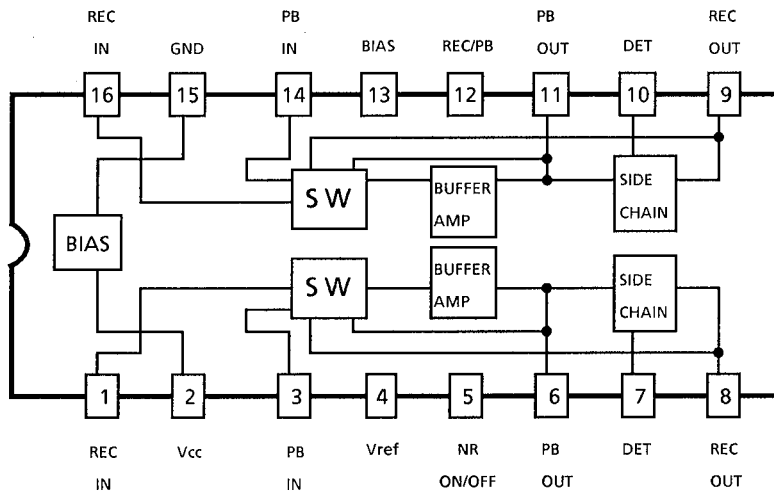 REC IN
GND
PB IN
BIAS
REC/PB
PB OUT
DET
REC OUT
16 15 14 13 12 11 10 9
SW
BUFFER AMP
SIDE CHAIN
BIAS
SW
BUFFER AMP
SIDE CHAIN
1 2 3 4 5 6 7 8
REC IN
Vcc
PB IN
Vref
NR ON/OFF
PB OUT
DET
REC OUT